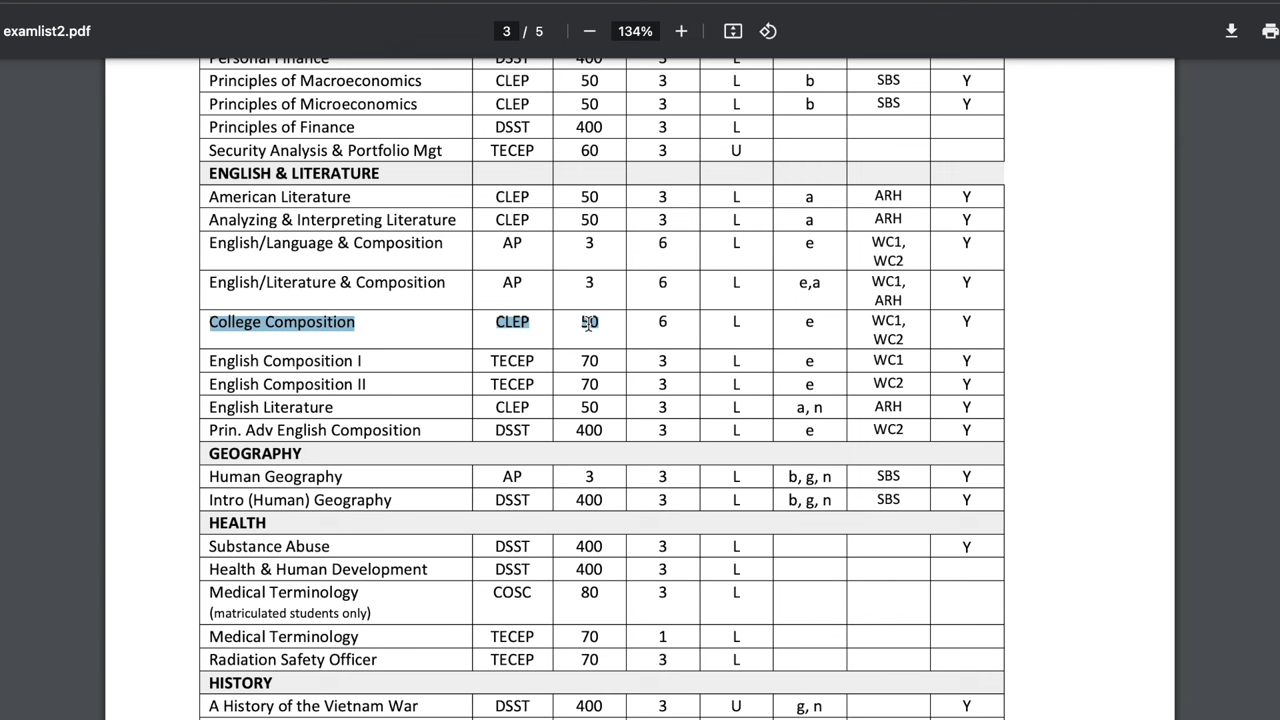 examlist2.pdf 3 / 5 134%
Personal Finance DSST 400 3 L
Principles of Macroeconomics CLEP 50 3 L b SBS Y
Principles of Microeconomics CLEP 50 3 L b SBS Y
Principles of Finance DSST 400 3 L
Security Analysis & Portfolio Mgt TECEP 60 3 U
ENGLISH & LITERATURE
American Literature CLEP 50 3 L a ARH Y
Analyzing & Interpreting Literature CLEP 50 3 L a ARH Y
English/Language & Composition AP 3 6 L e WC1, Y
WC2
English/Literature & Composition AP 3 6 L e,a WC1, Y
ARH
College Composition CLEP 50 6 L e WC1, Y
WC2
English Composition I TECEP 70 3 L e WC1 Y
English Composition II TECEP 70 3 L e WC2 Y
English Literature CLEP 50 3 L a, n ARH Y
Prin. Adv English Composition DSST 400 3 L e WC2 Y
GEOGRAPHY
Human Geography AP 3 3 L b, g, n SBS Y
Intro (Human) Geography DSST 400 3 L b, g, n SBS Y
HEALTH
Substance Abuse DSST 400 3 L Y
Health & Human Development DSST 400 3 L
Medical Terminology COSC 80 3 L
(matriculated students only)
Medical Terminology TECEP 70 1 L
Radiation Safety Officer TECEP 70 3 L
HISTORY
A History of the Vietnam War DSST 400 3 U g, n Y